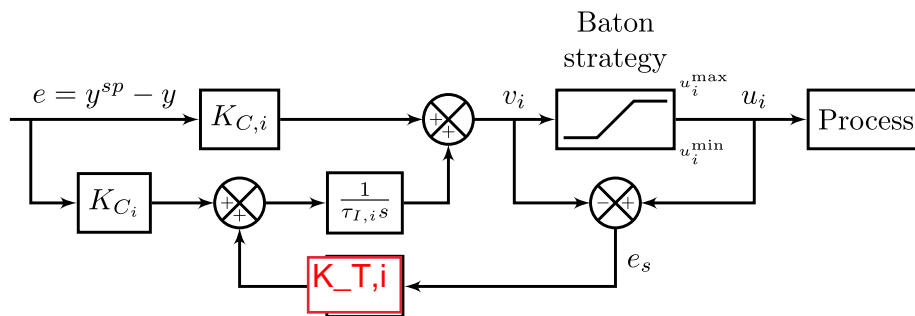 Baton
strategy
e = y^{sp} − y
K_{C,i}
v_i
u_i^{max}
u_i^{min}
u_i
Process
K_{C_i}
1
τ_{I,i}s
e_s
K_T,i
+
+
+
+
−
+